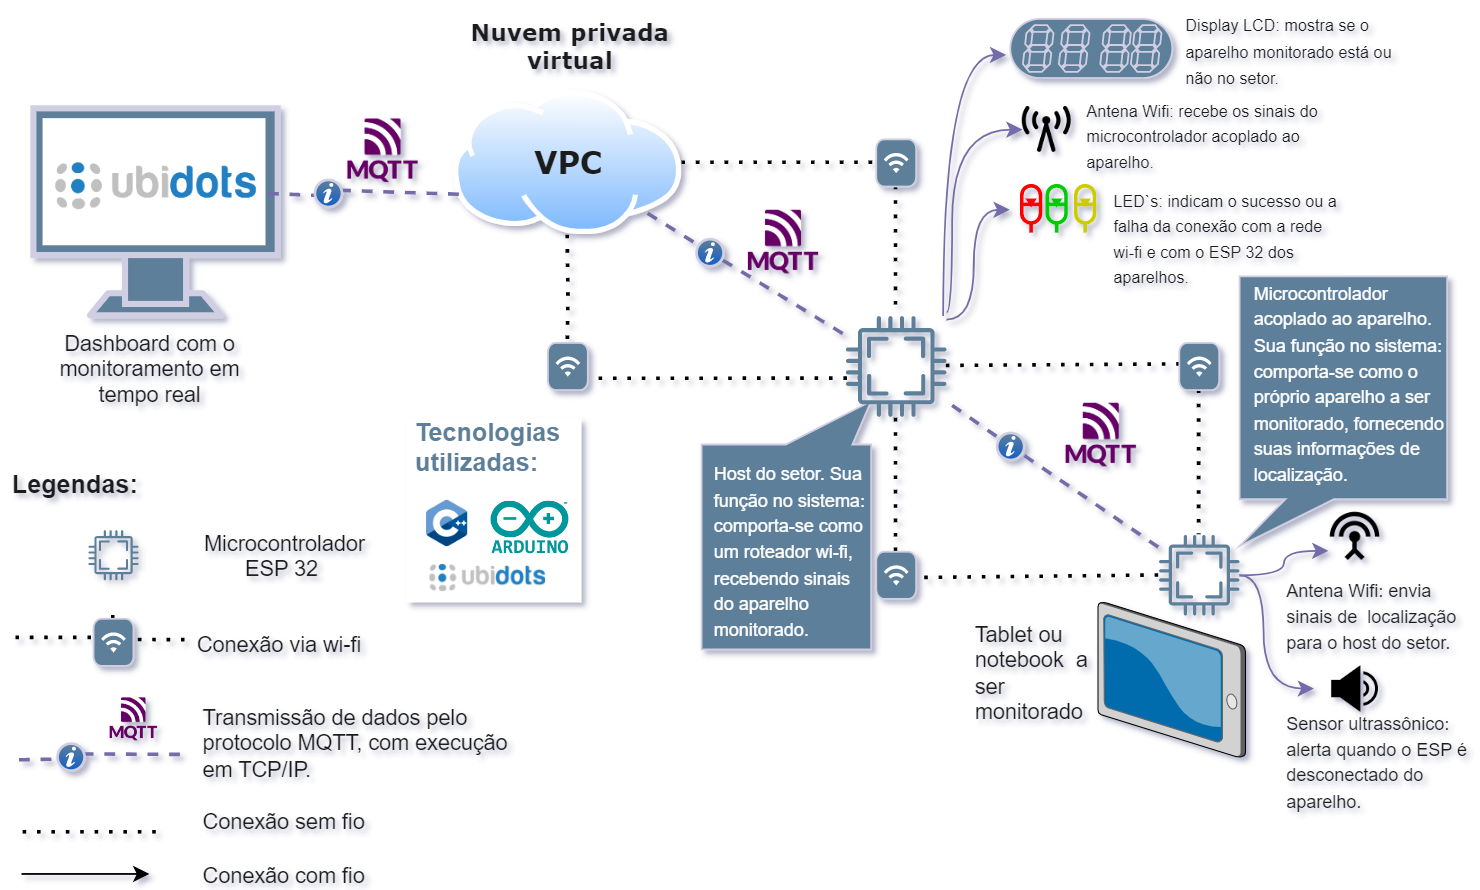 Nuvem privada
virtual
VPC
MQTT
ubidots
Dashboard com o
monitoramento em
tempo real
MQTT
Display LCD: mostra se o
aparelho monitorado está ou
não no setor.
Antena Wifi: recebe os sinais do
microcontrolador acoplado ao
aparelho.
LED`s: indicam o sucesso ou a
falha da conexão com a rede
wi-fi e com o ESP 32 dos
aparelhos.
Microcontrolador
acoplado ao aparelho.
Sua função no sistema:
comporta-se como o
próprio aparelho a ser
monitorado, fornecendo
suas informações de
localização.
MQTT
Host do setor. Sua
função no sistema:
comporta-se como
um roteador wi-fi,
recebendo sinais
do aparelho
monitorado.
Tecnologias
utilizadas:
C++
ARDUINO
ubidots
Tablet ou
notebook a
ser
monitorado
Antena Wifi: envia
sinais de localização
para o host do setor.
Sensor ultrassônico:
alerta quando o ESP é
desconectado do
aparelho.
Legendas:
Microcontrolador
ESP 32
Conexão via wi-fi
MQTT
Transmissão de dados pelo
protocolo MQTT, com execução
em TCP/IP.
Conexão sem fio
Conexão com fio